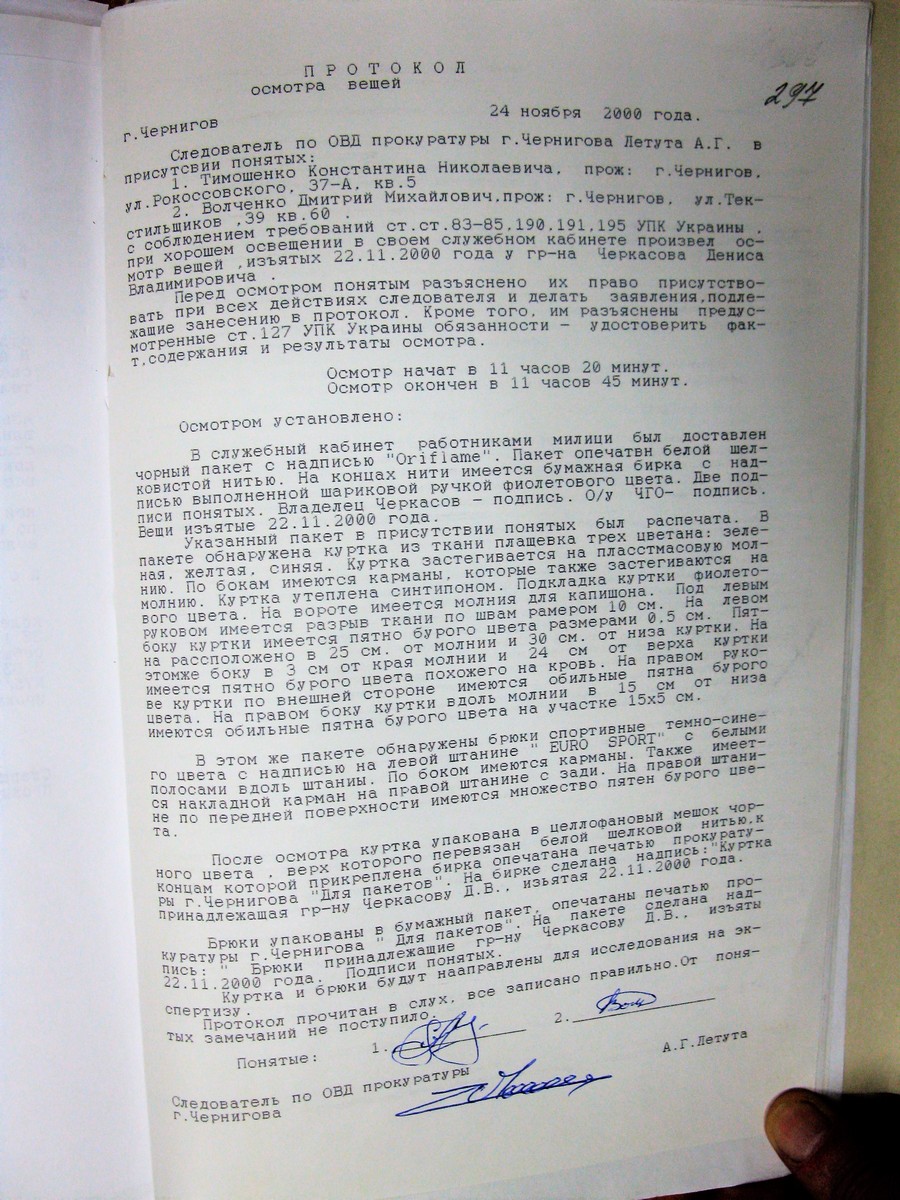 П Р О Т О К О Л
осмотра вещей
297
24 ноября 2000 года.
г.Чернигов
Следователь по ОВД прокуратуры г.Чернигова Летута А.Г. в
присутсвии понятых:
1. Тимошенко Константина Николаевича, прож: г.Чернигов,
ул.Рокоссовского, 37-А, кв.5
2. Волченко Дмитрий Михайлович,прож: г.Чернигов, ул.Тек-
стильщиков ,39 кв.60 .
с соблюдением требований ст.ст.83-85,190,191,195 УПК Украины ,
при хорошем освещении в своем служебном кабинете произвел ос-
мотр вещей ,изъятых 22.11.2000 года у гр-на Черкасова Дениса
Владимировича .
Перед осмотром понятым разъяснено их право присутство-
вать при всех действиях следователя и делать заявления,подле-
жащие занесению в протокол. Кроме того, им разъяснены предус-
мотренные ст.127 УПК Украины обязанности - удостоверить фак-
т,содержания и результаты осмотра.
Осмотр начат в 11 часов 20 минут.
Осмотр окончен в 11 часов 45 минут.
Осмотром установлено:
В служебный кабинет работниками милици был доставлен
чорный пакет с надписью "Oriflame". Пакет опечатвн белой шел-
ковистой нитью. На концах нити имеется бумажная бирка с над-
писью выполненной шариковой ручкой фиолетового цвета. Две под-
писи понятых. Владелец Черкасов - подпись. О/у ЧГО- подпись.
Вещи изъятые 22.11.2000 года.
Указанный пакет в присутствии понятых был распечата. В
пакете обнаружена куртка из ткани плащевка трех цветана: зеле-
ная, желтая, синяя. Куртка застегивается на пласстмасовую мол-
нию. По бокам имеются карманы, которые также застегиваются на
молнию. Куртка утеплена синтипоном. Подкладка куртки фиолето-
вого цвета. На вороте имеется молния для капишона. Под левым
руковом имеется разрыв ткани по швам рамером 10 см. На левом
боку куртки имеется пятно бурого цвета размерами 0,5 см. Пят-
на рассположено в 25 см. от молнии и 30 см. от низа куртки. На
этомже боку в 3 см от края молнии и 24 см от верха куртки
имеется пятно бурого цвета похожего на кровь. На правом руко-
ве куртки по внешней стороне имеются обильные пятна бурого
цвета. На правом боку куртки вдоль молнии в 15 см от низа
имеются обильные пятна бурого цвета на участке 15х5 см.
В этом же пакете обнаружены брюки спортивные темно-сине-
го цвета с надписью на левой штанине " EURO SPORT" с белыми
полосами вдоль штаниы. По боком имеются карманы. Также имеет-
ся накладной карман на правой штанине с зади. На правой штани-
не по передней поверхности имеются множество пятен бурого цве-
та.
После осмотра куртка упакована в целлофановый мешок чор-
ного цвета , верх которого перевязан белой шелковой нитью,к
концам которой прикреплена бирка опечатана печатью прокурату-
ры г.Чернигова "Для пакетов". На бирке сделана надпись:"Куртка
принадлежащая гр-ну Черкасову Д.В., изъятая 22.11.2000 года.
Брюки упакованы в бумажный пакет, опечатаны печатью про-
куратуры г.Чернигова " Для пакетов". На пакете сделана над-
пись: " Брюки принадлежащие гр-ну Черкасову Д.В., изъяты
22.11.2000 года. Подписи понятых.
Куртка и брюки будут наaправлены для исследования на эк-
спертизу.
Протокол прочитан в слух, все записано правильно.От поня-
тых замечаний не поступило.
Понятые: 1. 2.
Следователь по ОВД прокуратуры
г.Чернигова
А.Г.Летута